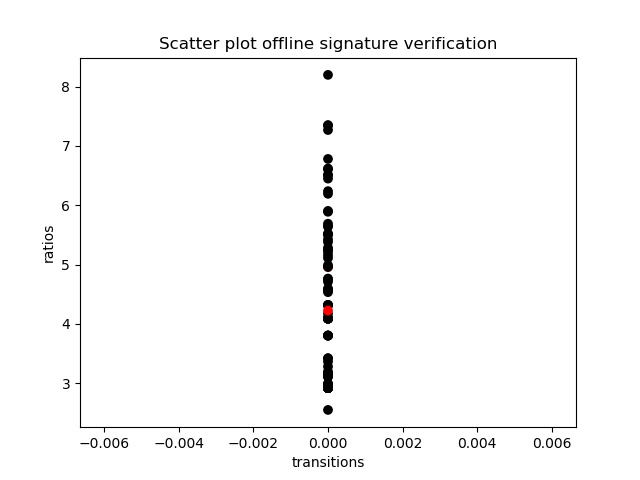 Scatter plot offline signature verification
8
7
6
5
4
3
ratios
−0.006 −0.004 −0.002 0.000 0.002 0.004 0.006
transitions